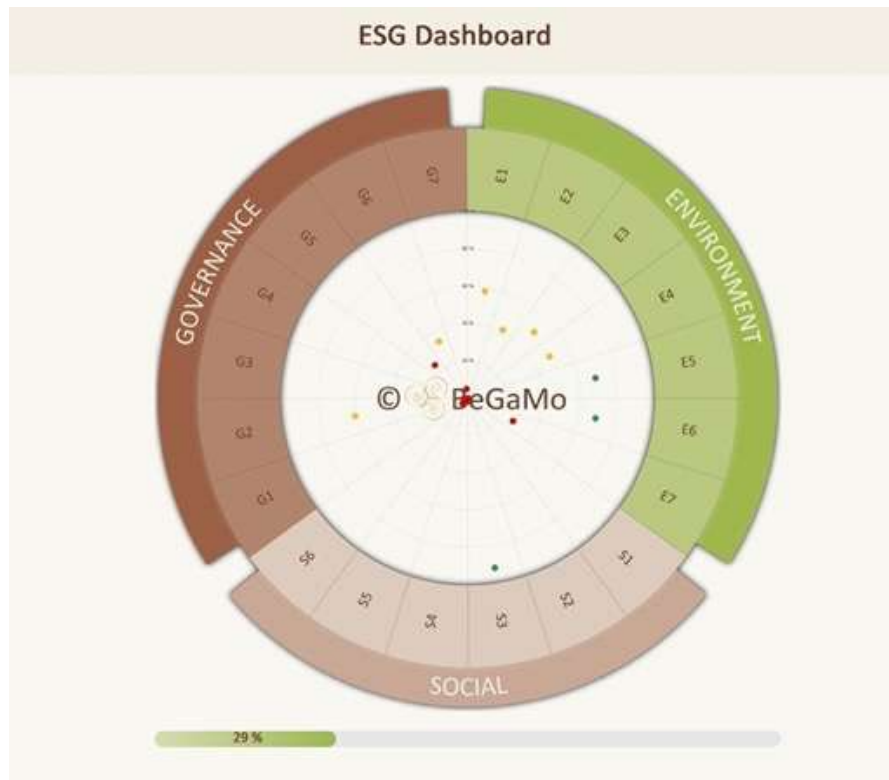 ESG Dashboard
GOVERNANCE
ENVIRONMENT
SOCIAL
G7
E1
G6
E2
G5
E3
G4
E4
G3
E5
G2
E6
G1
E7
S6
S1
S5
S2
S4
S3
© BeGaMo
29 %